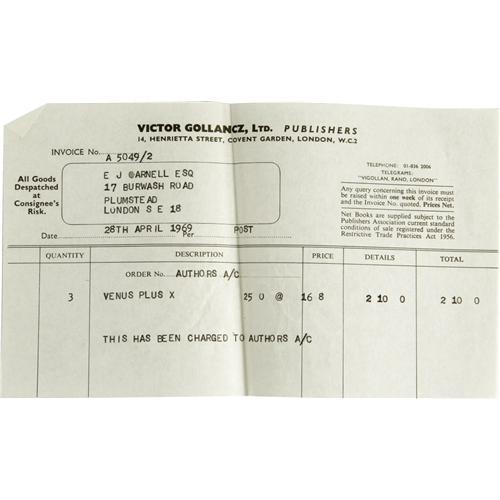 VICTOR GOLLANCZ, LTD. PUBLISHERS
14, HENRIETTA STREET, COVENT GARDEN, LONDON, W.C.2
INVOICE No. A 5049/2
All Goods
Despatched
at
Consignee's
Risk.
E J CARNELL ESQ
17 BURWASH ROAD
PLUMSTEAD
LONDON S E 18
Date 28TH APRIL 1969 Per POST
TELEPHONE: 01-836 2006
TELEGRAMS:
"VIGOLLAN, RAND, LONDON"
Any query concerning this invoice must
be raised within one week of its receipt
and the Invoice No. quoted. Prices Net.
Net Books are supplied subject to the
Publishers Association current standard
conditions of sale registered under the
Restrictive Trade Practices Act 1956.
QUANTITY DESCRIPTION PRICE DETAILS TOTAL
ORDER No. AUTHORS A/C
3 VENUS PLUS X 25 0 @ 16 8 2 10 0 2 10 0
THIS HAS BEEN CHARGED TO AUTHORS A/C